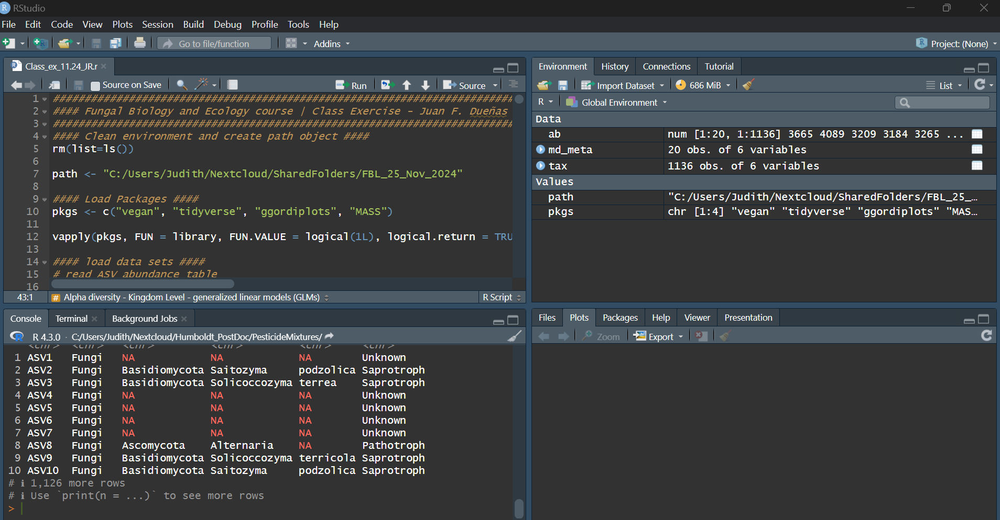 RStudio
File Edit Code View Plots Session Build Debug Profile Tools Help
Go to file/function Addins Project: (None)
Class_ex_11.24_JR.r
Source on Save Run Source
1 ########################################################################
2 #### Fungal Biology and Ecology course | Class Exercise - Juan F. Dueñas
3 ########################################################################
4 #### Clean environment and create path object ####
5 rm(list=ls())
6
7 path <- "C:/Users/Judith/Nextcloud/SharedFolders/FBL_25_Nov_2024"
8
9 #### Load Packages ####
10 pkgs <- c("vegan", "tidyverse", "ggordiplots", "MASS")
11
12 vapply(pkgs, FUN = library, FUN.VALUE = logical(1L), logical.return = TRU
13
14 #### load data sets ####
15 # read ASV abundance table
16
43:1 # Alpha diversity - Kingdom Level - generalized linear models (GLMs) R Script
Console Terminal Background Jobs
R 4.3.0 · C:/Users/Judith/Nextcloud/Humboldt_PostDoc/PesticideMixtures/
<chr> <chr> <chr> <chr> <chr> <chr>
1 ASV1 Fungi NA NA NA Unknown
2 ASV2 Fungi Basidiomycota Saitozyma podzolica Saprotroph
3 ASV3 Fungi Basidiomycota Solicoccozyma terrea Saprotroph
4 ASV4 Fungi NA NA NA Unknown
5 ASV5 Fungi NA NA NA Unknown
6 ASV6 Fungi NA NA NA Unknown
7 ASV7 Fungi NA NA NA Unknown
8 ASV8 Fungi Ascomycota Alternaria NA Pathotroph
9 ASV9 Fungi Basidiomycota Solicoccozyma terricola Saprotroph
10 ASV10 Fungi Basidiomycota Saitozyma podzolica Saprotroph
# ℹ 1,126 more rows
# ℹ Use `print(n = ...)` to see more rows
>
Environment History Connections Tutorial
Import Dataset 686 MiB List
R Global Environment
Data
ab num [1:20, 1:1136] 3665 4089 3209 3184 3265 ...
md_meta 20 obs. of 6 variables
tax 1136 obs. of 6 variables
Values
path "C:/Users/Judith/Nextcloud/SharedFolders/FBL_25_…
pkgs chr [1:4] "vegan" "tidyverse" "ggordiplots" "MAS…
Files Plots Packages Help Viewer Presentation
Zoom Export